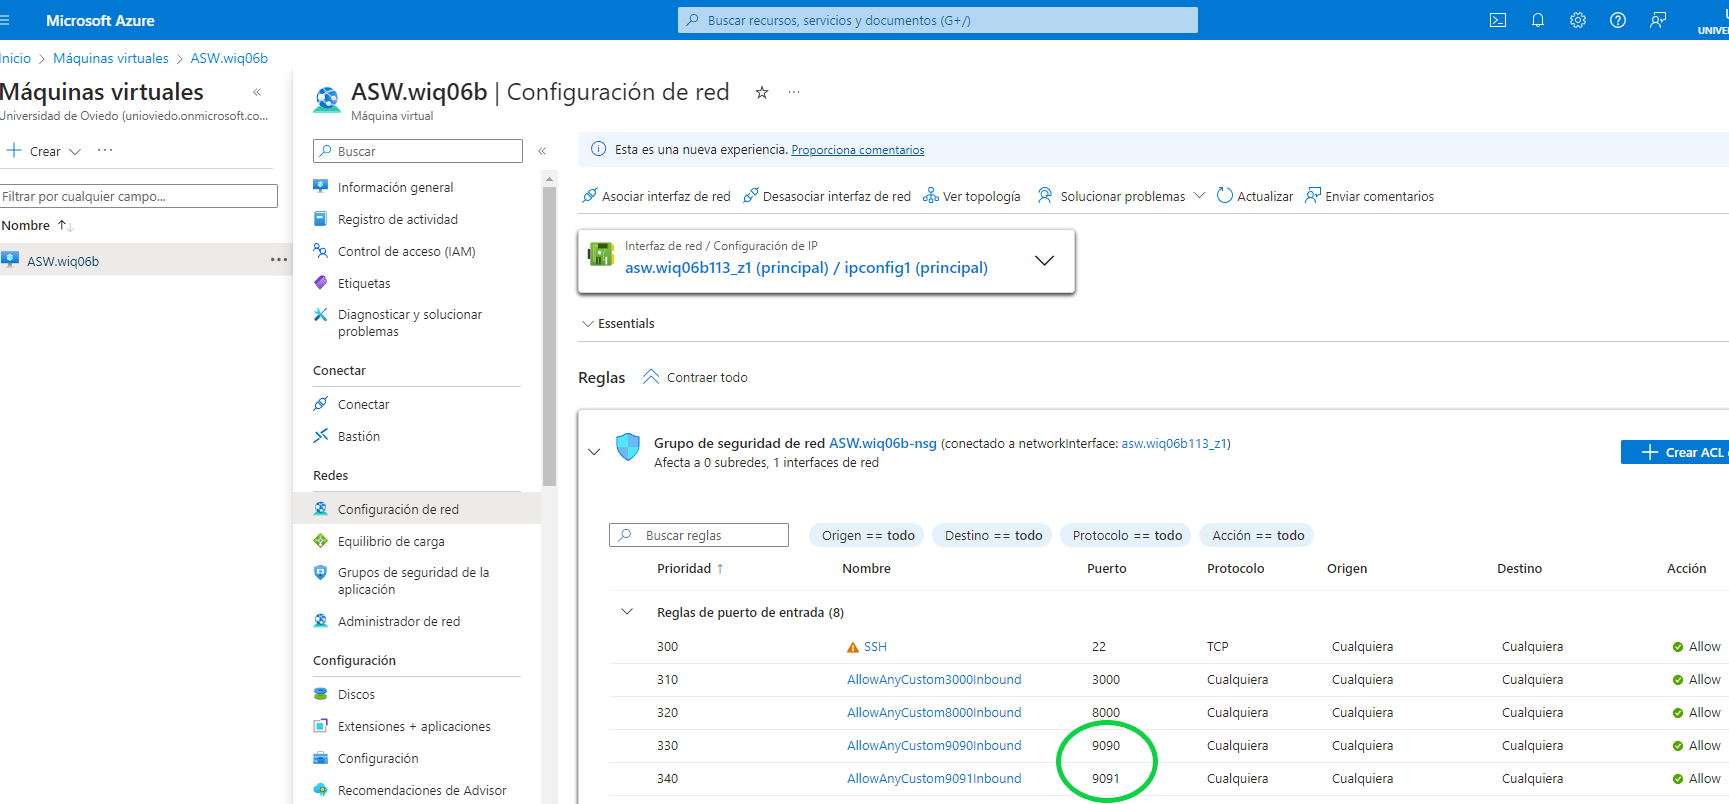 Microsoft Azure
Buscar recursos, servicios y documentos (G+/)
UNIVER
Inicio > Máquinas virtuales > ASW.wiq06b
Máquinas virtuales
Universidad de Oviedo (unioviedo.onmicrosoft.co...
Crear
Filtrar por cualquier campo...
Nombre
ASW.wiq06b
ASW.wiq06b | Configuración de red
Máquina virtual
Buscar
Información general
Registro de actividad
Control de acceso (IAM)
Etiquetas
Diagnosticar y solucionar
problemas
Conectar
Conectar
Bastión
Redes
Configuración de red
Equilibrio de carga
Grupos de seguridad de la
aplicación
Administrador de red
Configuración
Discos
Extensiones + aplicaciones
Configuración
Recomendaciones de Advisor
Esta es una nueva experiencia. Proporciona comentarios
Asociar interfaz de red Desasociar interfaz de red Ver topología Solucionar problemas Actualizar Enviar comentarios
Interfaz de red / Configuración de IP
asw.wiq06b113_z1 (principal) / ipconfig1 (principal)
Essentials
Reglas Contraer todo
Grupo de seguridad de red ASW.wiq06b-nsg (conectado a networkInterface: asw.wiq06b113_z1)
Afecta a 0 subredes, 1 interfaces de red
Crear ACL
Buscar reglas Origen == todo Destino == todo Protocolo == todo Acción == todo
Prioridad Nombre Puerto Protocolo Origen Destino Acción
Reglas de puerto de entrada (8)
300 SSH 22 TCP Cualquiera Cualquiera Allow
310 AllowAnyCustom3000Inbound 3000 Cualquiera Cualquiera Cualquiera Allow
320 AllowAnyCustom8000Inbound 8000 Cualquiera Cualquiera Cualquiera Allow
330 AllowAnyCustom9090Inbound 9090 Cualquiera Cualquiera Cualquiera Allow
340 AllowAnyCustom9091Inbound 9091 Cualquiera Cualquiera Cualquiera Allow